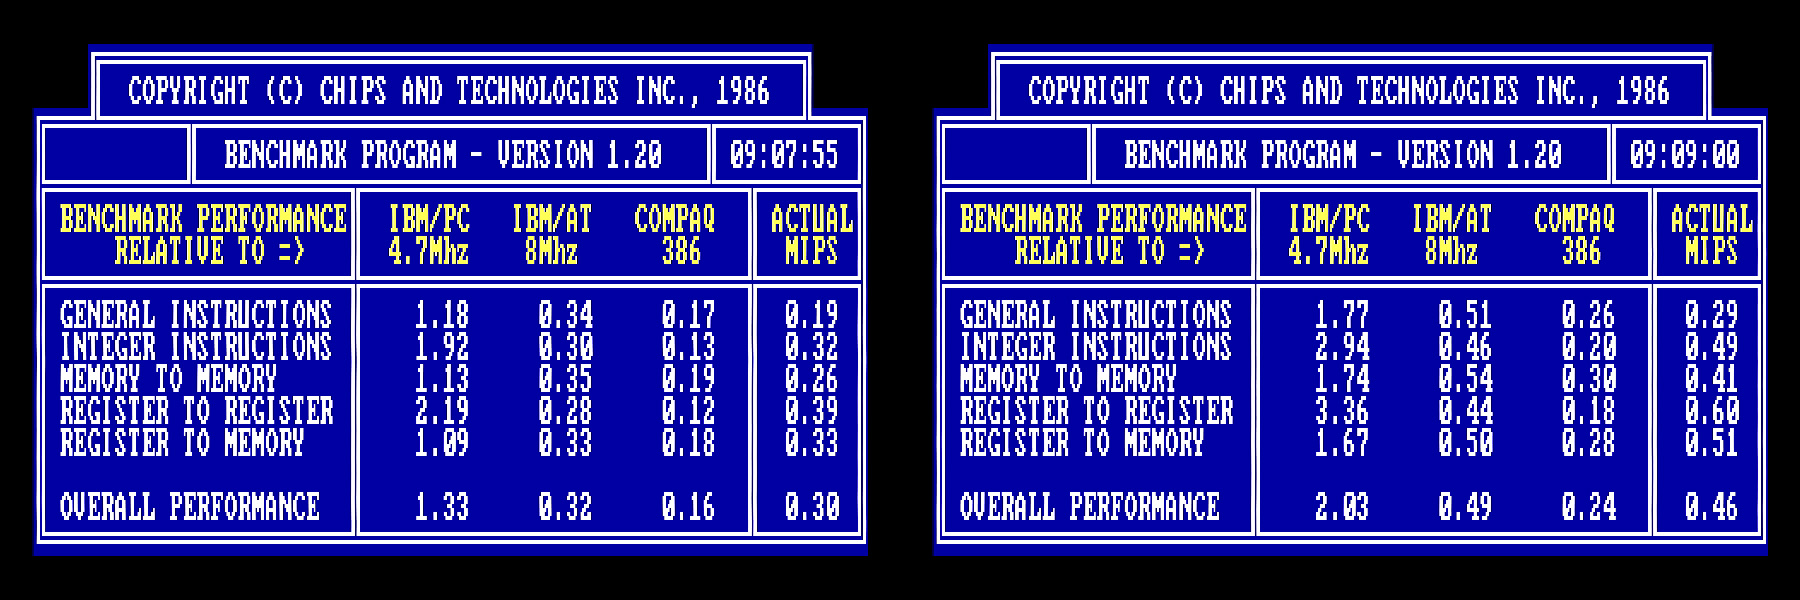 COPYRIGHT (C) CHIPS AND TECHNOLOGIES INC., 1986
BENCHMARK PROGRAM - VERSION 1.20 09:07:55
BENCHMARK PERFORMANCE IBM/PC IBM/AT COMPAQ ACTUAL
RELATIVE TO => 4.7Mhz 8Mhz 386 MIPS
GENERAL INSTRUCTIONS 1.18 0.34 0.17 0.19
INTEGER INSTRUCTIONS 1.92 0.30 0.13 0.32
MEMORY TO MEMORY 1.13 0.35 0.19 0.26
REGISTER TO REGISTER 2.19 0.28 0.12 0.39
REGISTER TO MEMORY 1.09 0.33 0.18 0.33
OVERALL PERFORMANCE 1.33 0.32 0.16 0.30
COPYRIGHT (C) CHIPS AND TECHNOLOGIES INC., 1986
BENCHMARK PROGRAM - VERSION 1.20 09:09:00
BENCHMARK PERFORMANCE IBM/PC IBM/AT COMPAQ ACTUAL
RELATIVE TO => 4.7Mhz 8Mhz 386 MIPS
GENERAL INSTRUCTIONS 1.77 0.51 0.26 0.29
INTEGER INSTRUCTIONS 2.94 0.46 0.20 0.49
MEMORY TO MEMORY 1.74 0.54 0.30 0.41
REGISTER TO REGISTER 3.36 0.44 0.18 0.60
REGISTER TO MEMORY 1.67 0.50 0.28 0.51
OVERALL PERFORMANCE 2.03 0.49 0.24 0.46